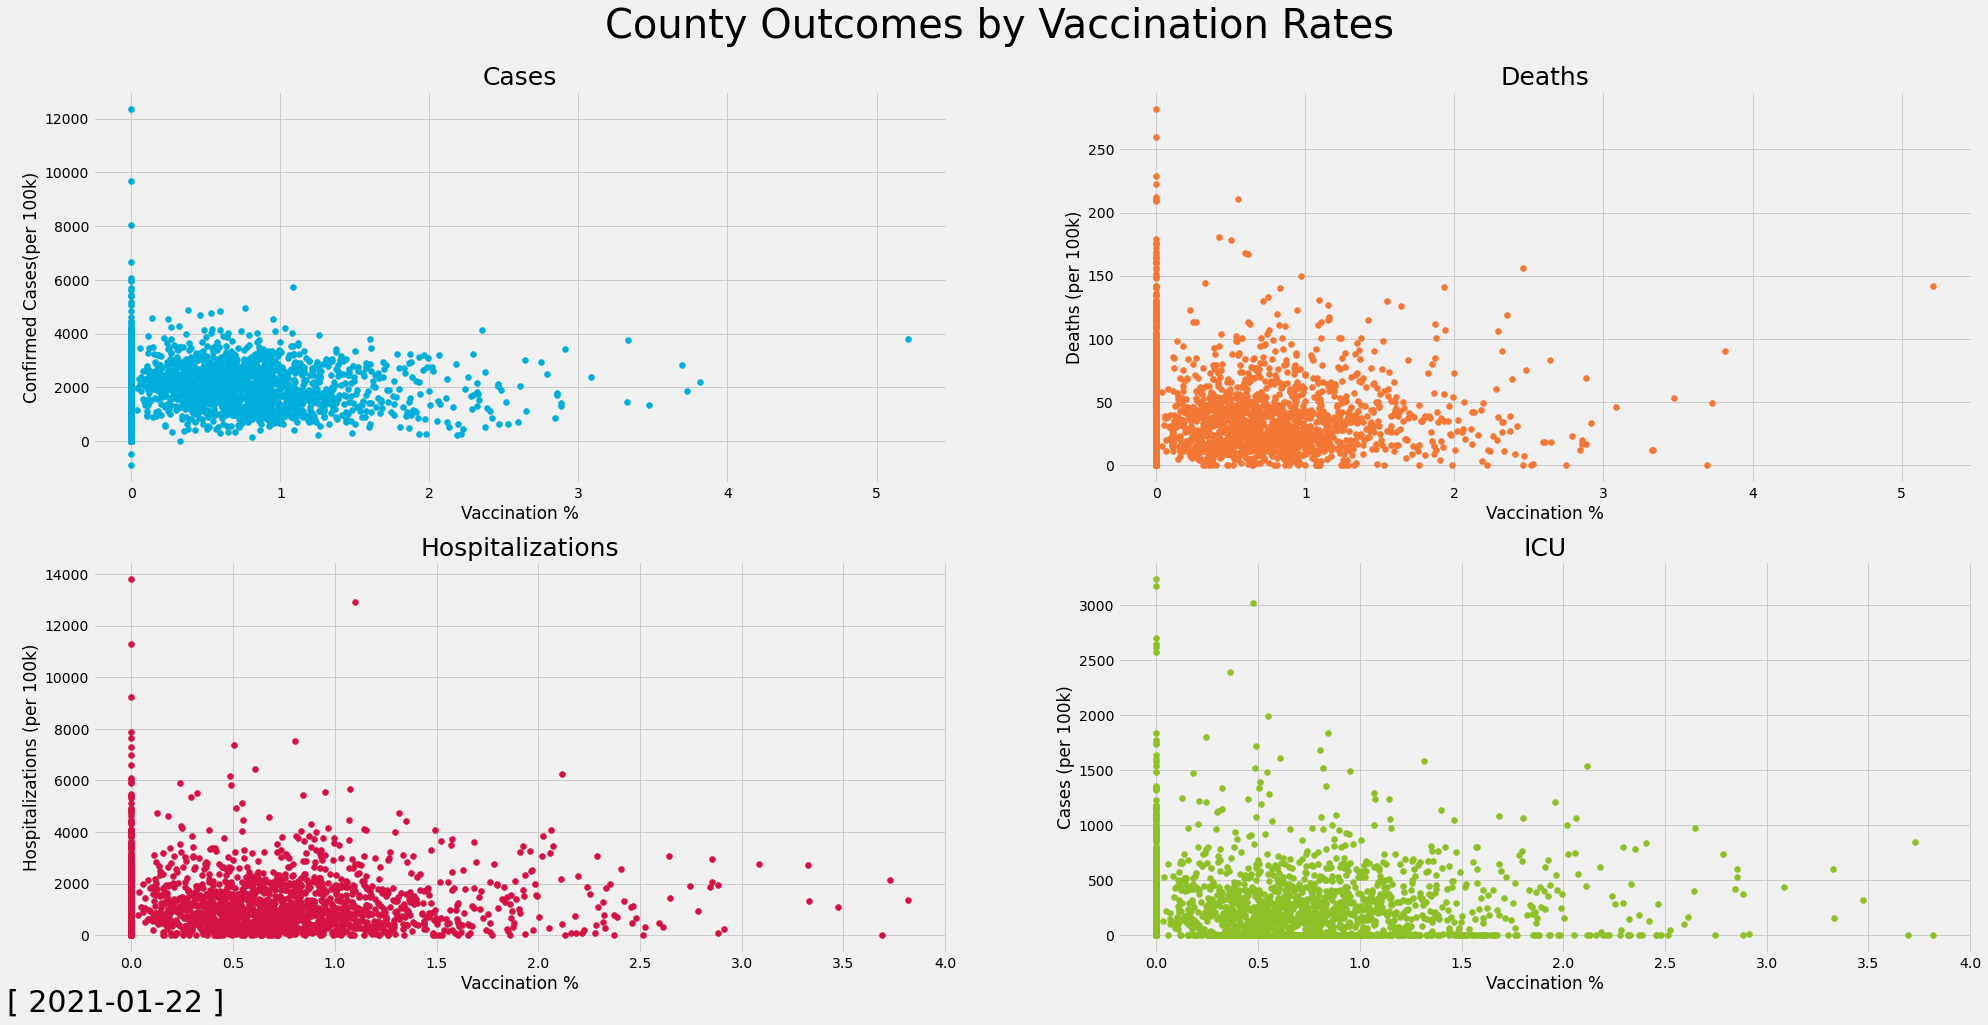 County Outcomes by Vaccination Rates
Cases
Confirmed Cases(per 100k)
12000
10000
8000
6000
4000
2000
0
0 1 2 3 4 5
Vaccination %
Deaths
Deaths (per 100k)
250
200
150
100
50
0
0 1 2 3 4 5
Vaccination %
Hospitalizations
Hospitalizations (per 100k)
14000
12000
10000
8000
6000
4000
2000
0
0.0 0.5 1.0 1.5 2.0 2.5 3.0 3.5 4.0
Vaccination %
ICU
Cases (per 100k)
3000
2500
2000
1500
1000
500
0
0.0 0.5 1.0 1.5 2.0 2.5 3.0 3.5 4.0
Vaccination %
[ 2021-01-22 ]